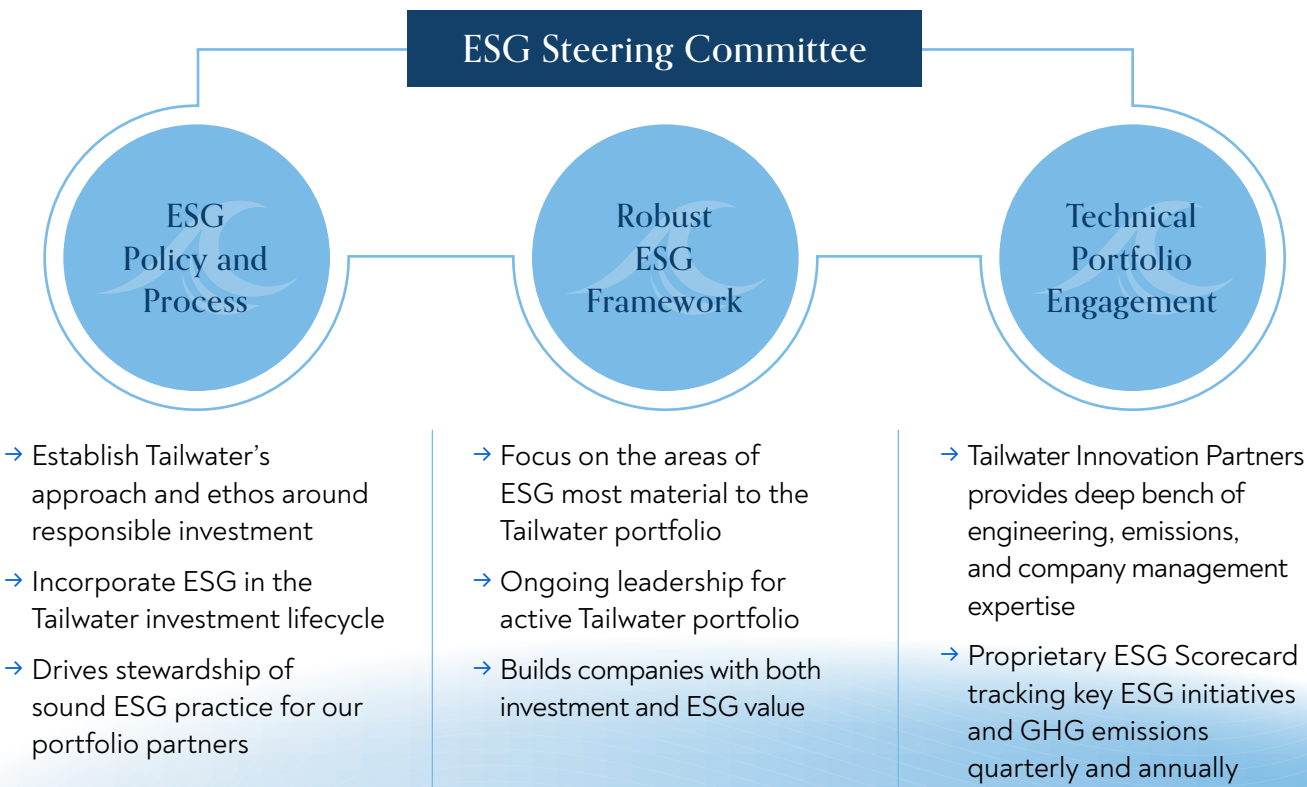 ESG Steering Committee
ESG
Policy and
Process
Robust
ESG
Framework
Technical
Portfolio
Engagement
→ Establish Tailwater's
approach and ethos around
responsible investment
→ Incorporate ESG in the
Tailwater investment lifecycle
→ Drives stewardship of
sound ESG practice for our
portfolio partners
→ Focus on the areas of
ESG most material to the
Tailwater portfolio
→ Ongoing leadership for
active Tailwater portfolio
→ Builds companies with both
investment and ESG value
→ Tailwater Innovation Partners
provides deep bench of
engineering, emissions,
and company management
expertise
→ Proprietary ESG Scorecard
tracking key ESG initiatives
and GHG emissions
quarterly and annually